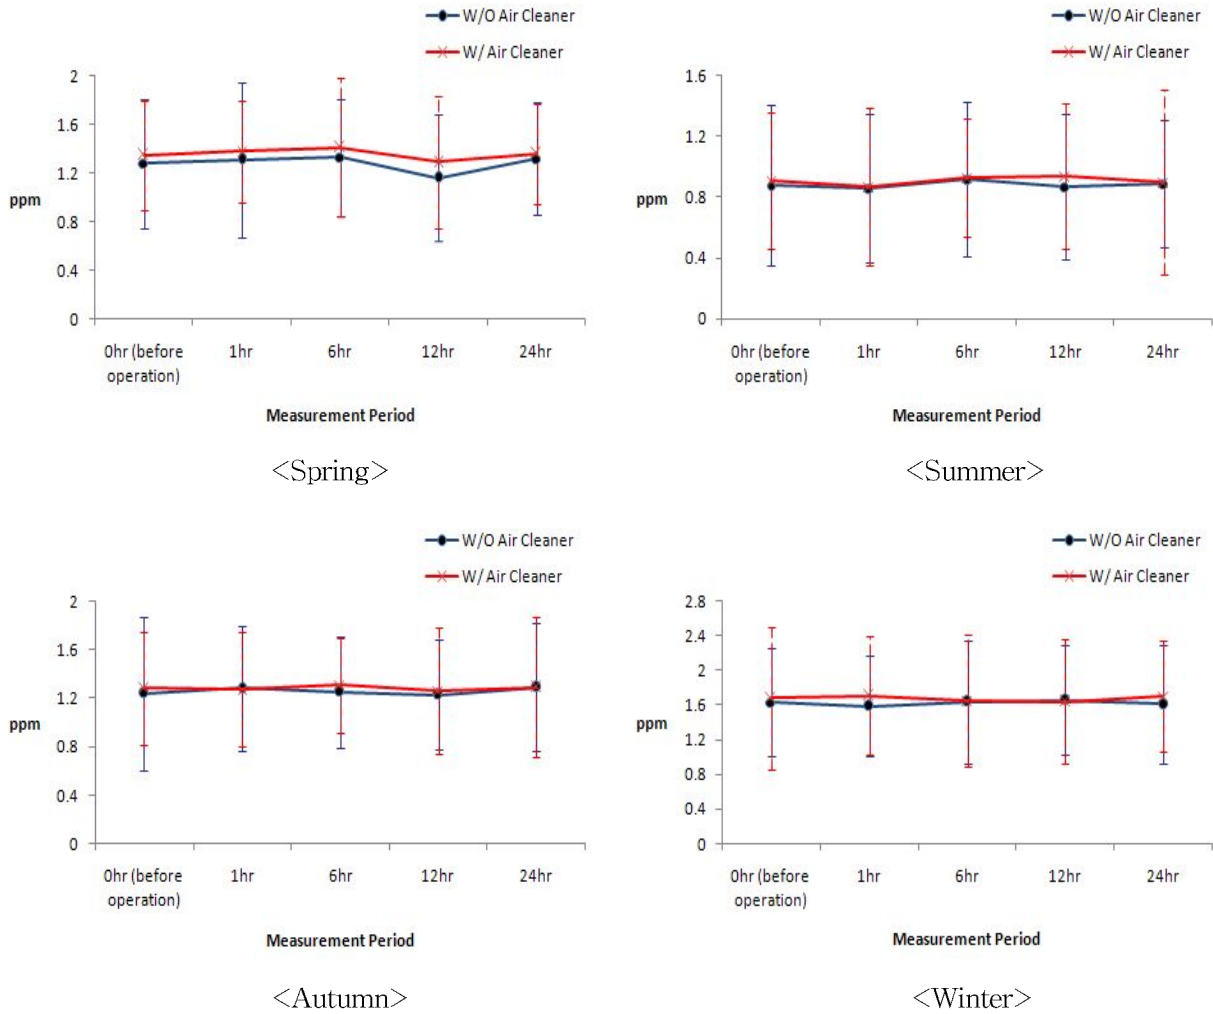 W/O Air Cleaner
W/ Air Cleaner
2
1.6
1.2
0.8
0.4
0
ppm
0hr (before
operation)
1hr
6hr
12hr
24hr
Measurement Period
<Spring>
W/O Air Cleaner
W/ Air Cleaner
1.6
1.2
0.8
0.4
0
ppm
0hr (before
operation)
1hr
6hr
12hr
24hr
Measurement Period
<Summer>
W/O Air Cleaner
W/ Air Cleaner
2
1.6
1.2
0.8
0.4
0
ppm
0hr (before
operation)
1hr
6hr
12hr
24hr
Measurement Period
<Autumn>
W/O Air Cleaner
W/ Air Cleaner
2.8
2.4
2
1.6
1.2
0.8
0.4
0
ppm
0hr (before
operation)
1hr
6hr
12hr
24hr
Measurement Period
<Winter>